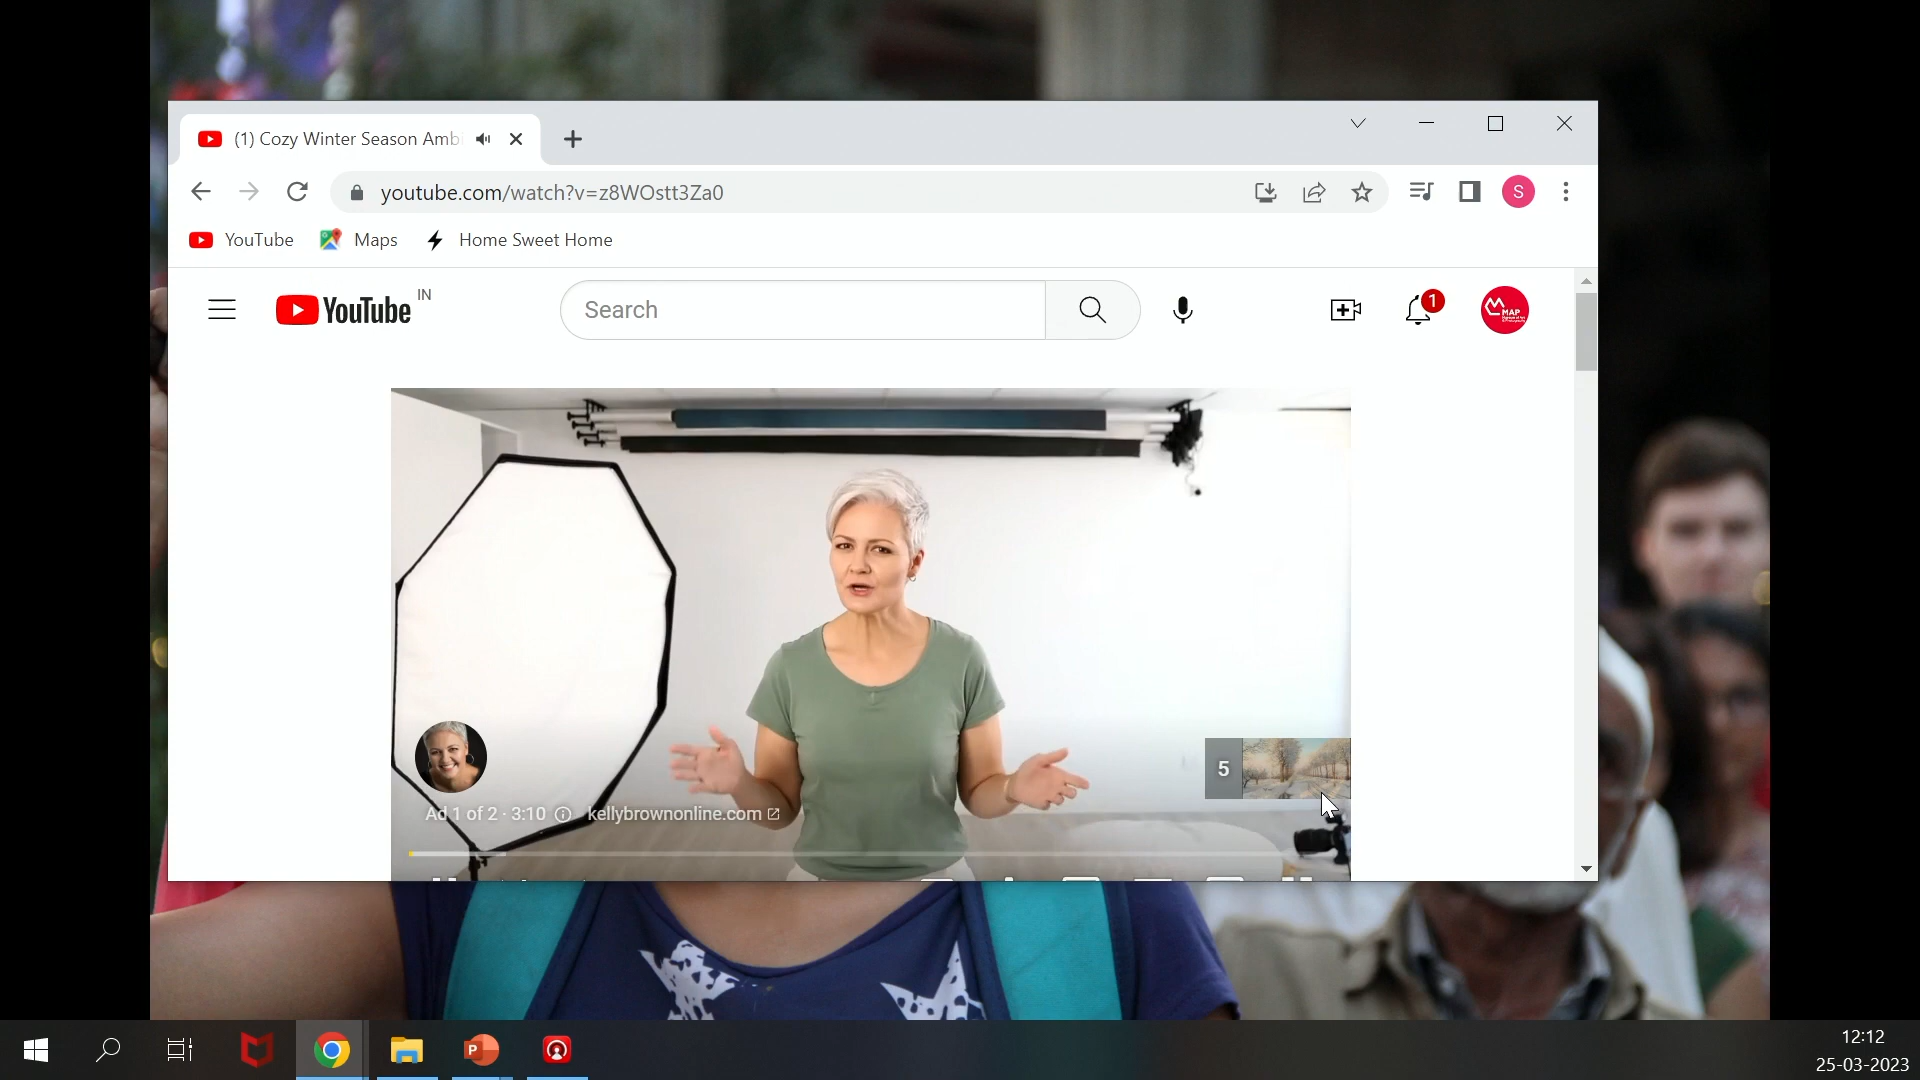 (1) Cozy Winter Season Amb
youtube.com/watch?v=z8WOstt3Za0
S
YouTube
Maps
Home Sweet Home
YouTube IN
Search
1
MAP
5
Ad 1 of 2 · 3:10
kellybrownonline.com
P
12:12
25-03-2023